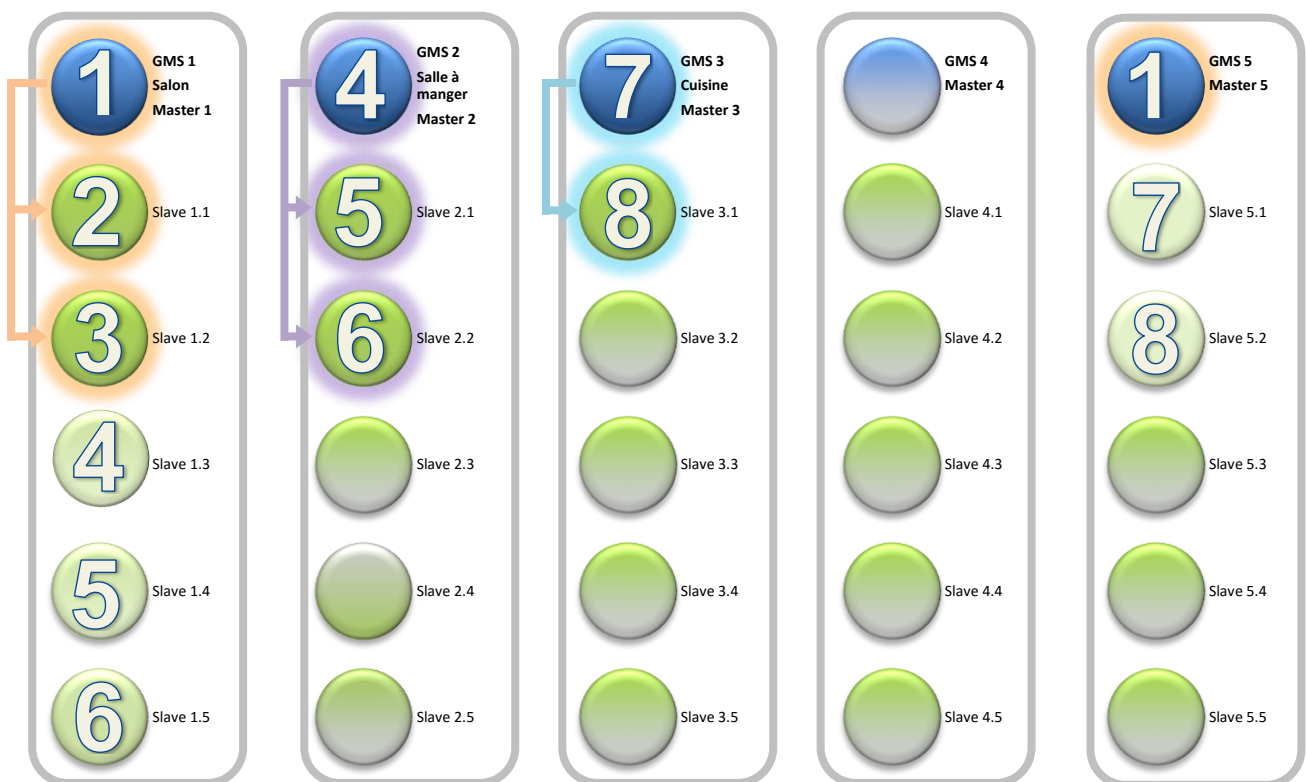 1
GMS 1
Salon
Master 1
2
Slave 1.1
3
Slave 1.2
4
Slave 1.3
5
Slave 1.4
6
Slave 1.5
4
GMS 2
Salle à
manger
Master 2
5
Slave 2.1
6
Slave 2.2
Slave 2.3
Slave 2.4
Slave 2.5
7
GMS 3
Cuisine
Master 3
8
Slave 3.1
Slave 3.2
Slave 3.3
Slave 3.4
Slave 3.5
GMS 4
Master 4
Slave 4.1
Slave 4.2
Slave 4.3
Slave 4.4
Slave 4.5
1
GMS 5
Master 5
7
Slave 5.1
8
Slave 5.2
Slave 5.3
Slave 5.4
Slave 5.5